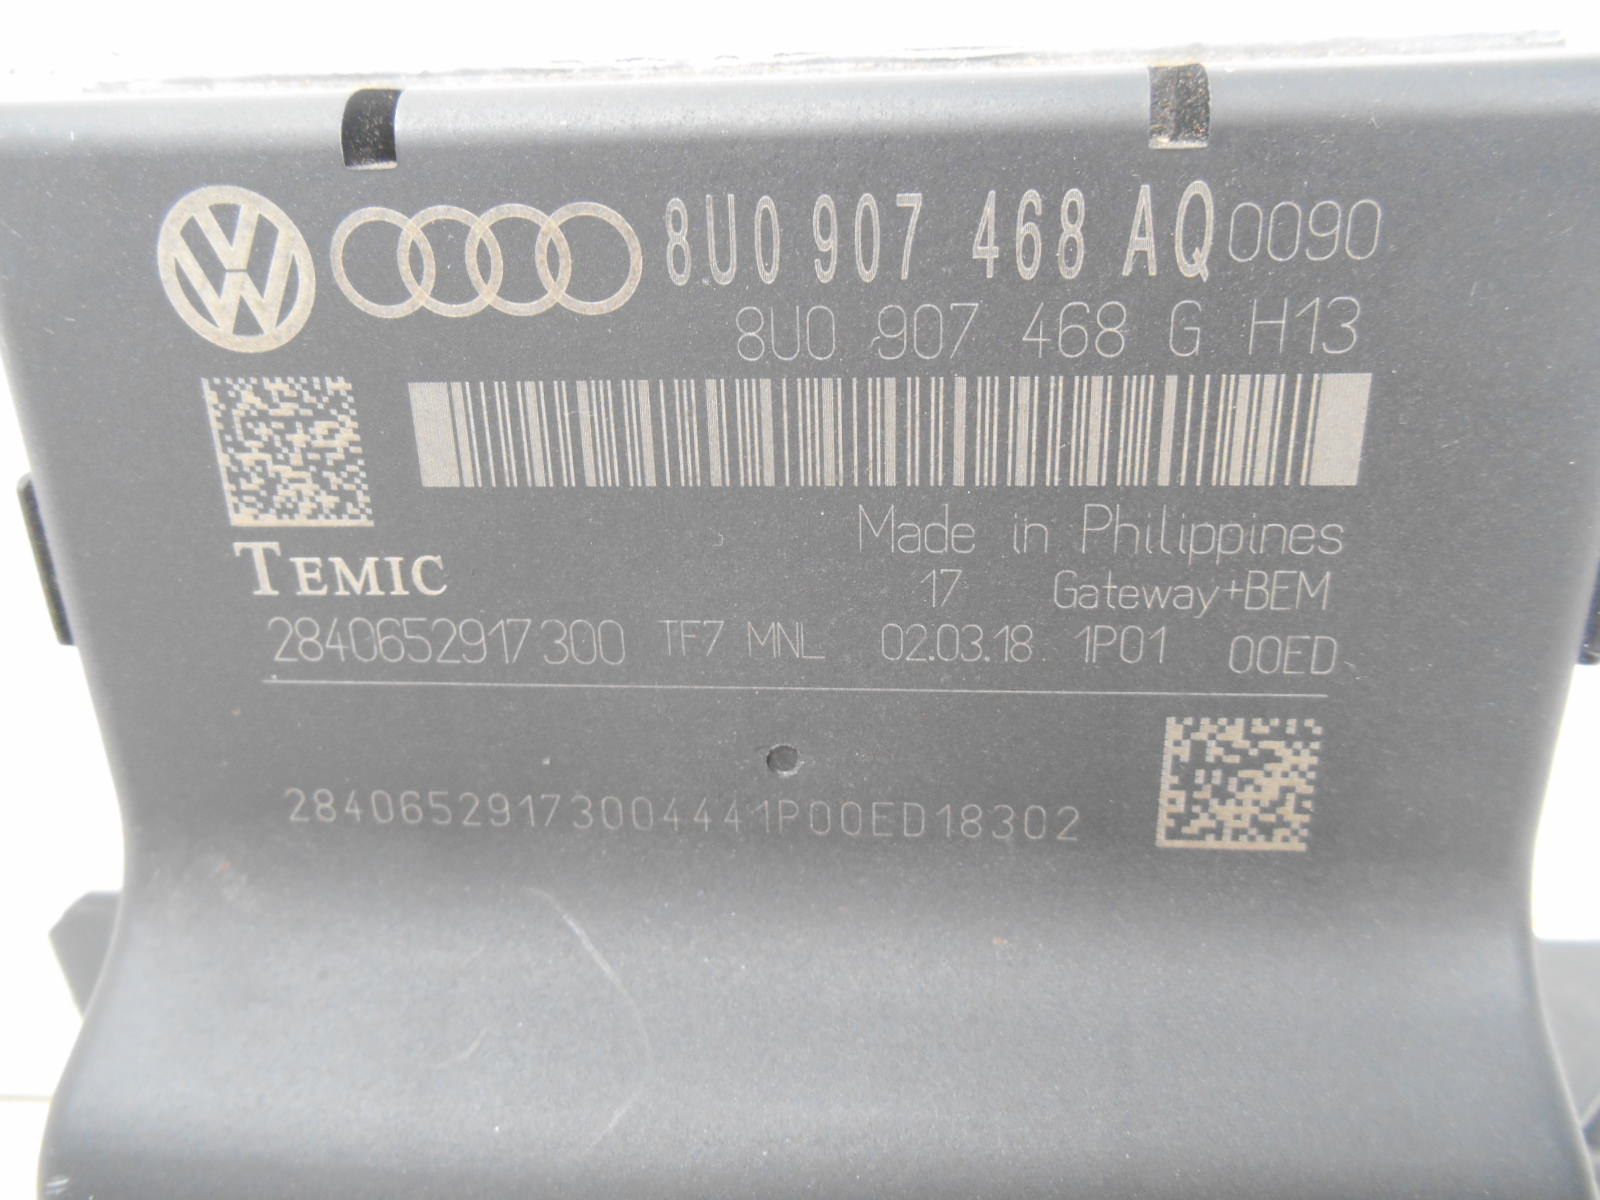 8U0 907 468 AQ 0090
8U0 907 468 G H13
Made in Philippines
TEMIC
17 Gateway+BEM
2840652917300 TF7 MNL 02.03.18 1P01 00ED
28406529173004441P00ED18302